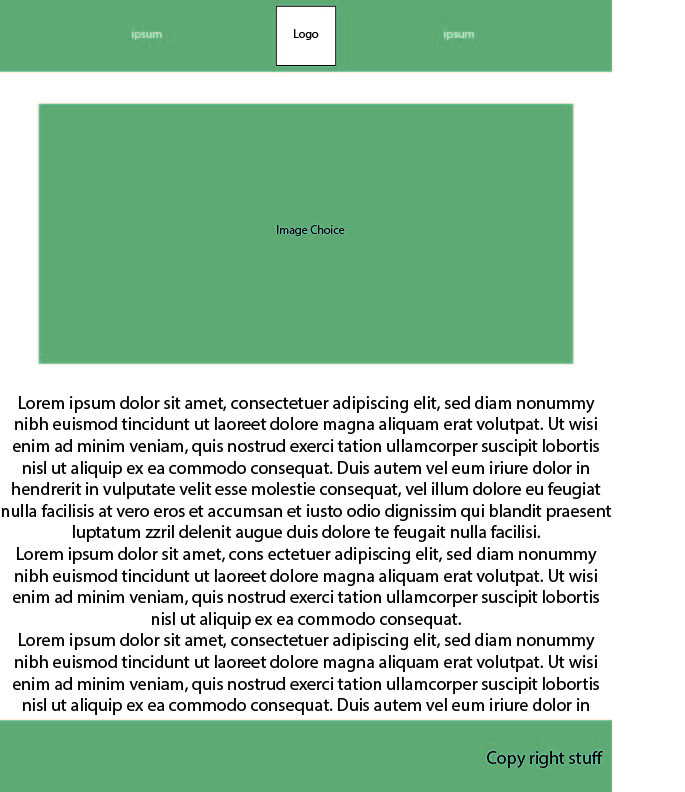 ipsum Logo ipsum
Image Choice
Lorem ipsum dolor sit amet, consectetuer adipiscing elit, sed diam nonummy
nibh euismod tincidunt ut laoreet dolore magna aliquam erat volutpat. Ut wisi
enim ad minim veniam, quis nostrud exerci tation ullamcorper suscipit lobortis
nisl ut aliquip ex ea commodo consequat. Duis autem vel eum iriure dolor in
hendrerit in vulputate velit esse molestie consequat, vel illum dolore eu feugiat
nulla facilisis at vero eros et accumsan et iusto odio dignissim qui blandit praesent
luptatum zzril delenit augue duis dolore te feugait nulla facilisi.
Lorem ipsum dolor sit amet, cons ectetuer adipiscing elit, sed diam nonummy
nibh euismod tincidunt ut laoreet dolore magna aliquam erat volutpat. Ut wisi
enim ad minim veniam, quis nostrud exerci tation ullamcorper suscipit lobortis
nisl ut aliquip ex ea commodo consequat.
Lorem ipsum dolor sit amet, consectetuer adipiscing elit, sed diam nonummy
nibh euismod tincidunt ut laoreet dolore magna aliquam erat volutpat. Ut wisi
enim ad minim veniam, quis nostrud exerci tation ullamcorper suscipit lobortis
nisl ut aliquip ex ea commodo consequat. Duis autem vel eum iriure dolor in
Copy right stuff